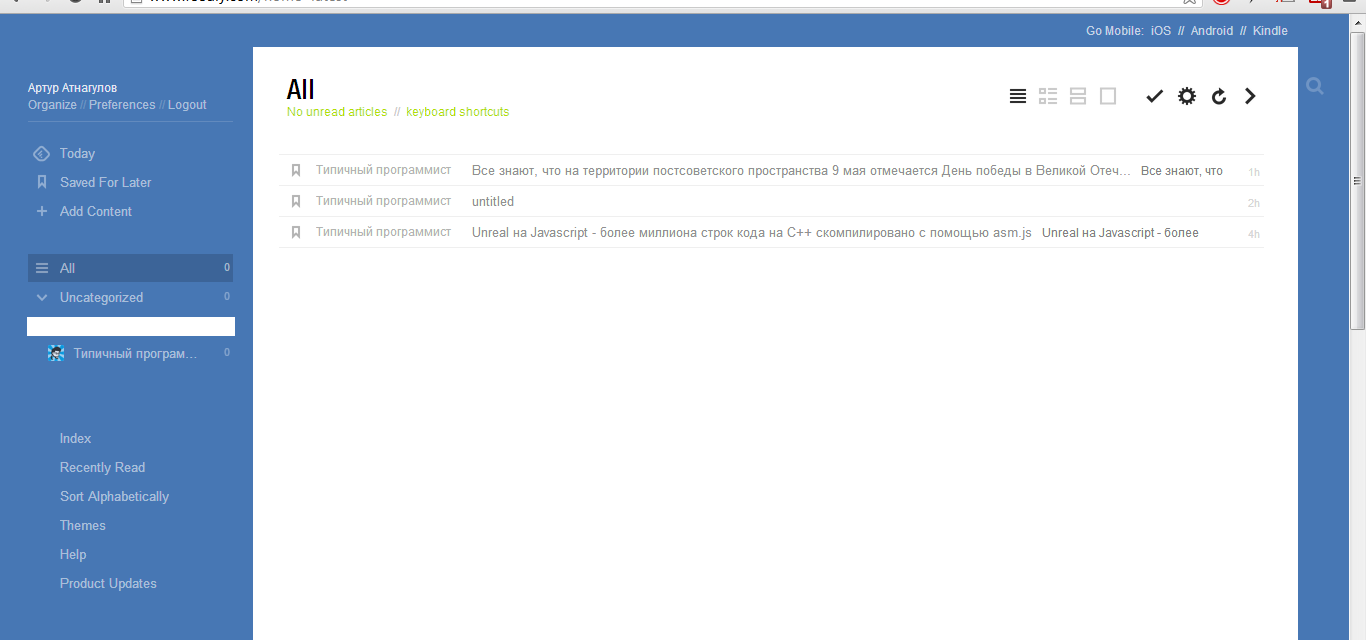 Go Mobile: iOS // Android // Kindle
Артур Атнагулов
Organize // Preferences // Logout
Today
Saved For Later
Add Content
All 0
Uncategorized 0
Типичный програм... 0
Index
Recently Read
Sort Alphabetically
Themes
Help
Product Updates
All
No unread articles // keyboard shortcuts
Типичный программист Все знают, что на территории постсоветского пространства 9 мая отмечается День победы в Великой Отеч... Все знают, что 1h
Типичный программист untitled 2h
Типичный программист Unreal на Javascript - более миллиона строк кода на C++ скомпилировано с помощью asm.js Unreal на Javascript - более 4h
1